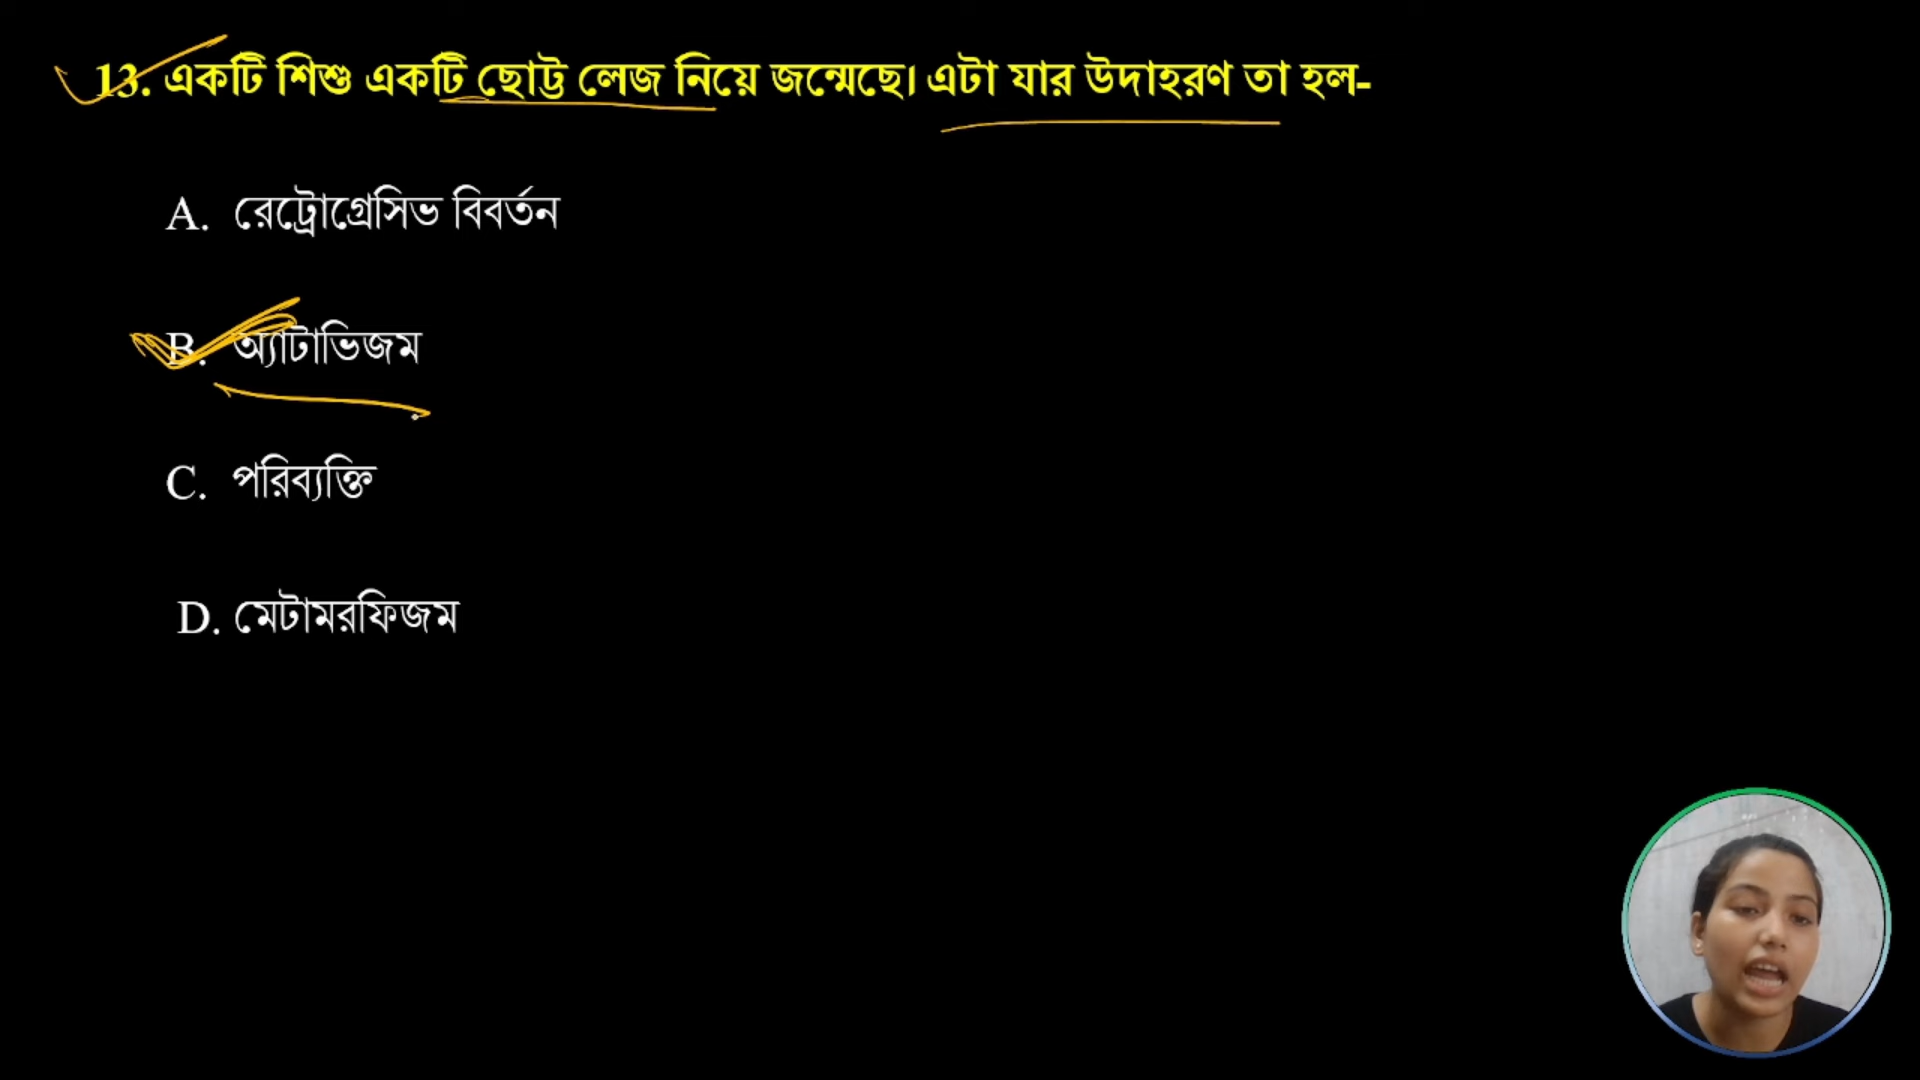 13. একটি শিশু একটি ছোট্ট লেজ নিয়ে জন্মেছে। এটা যার উদাহরণ তা হল-
A. রেট্রোগ্রেসিভ বিবর্তন
B. অ্যাটাভিজম
C. পরিব্যক্তি
D. মেটামরফিজম